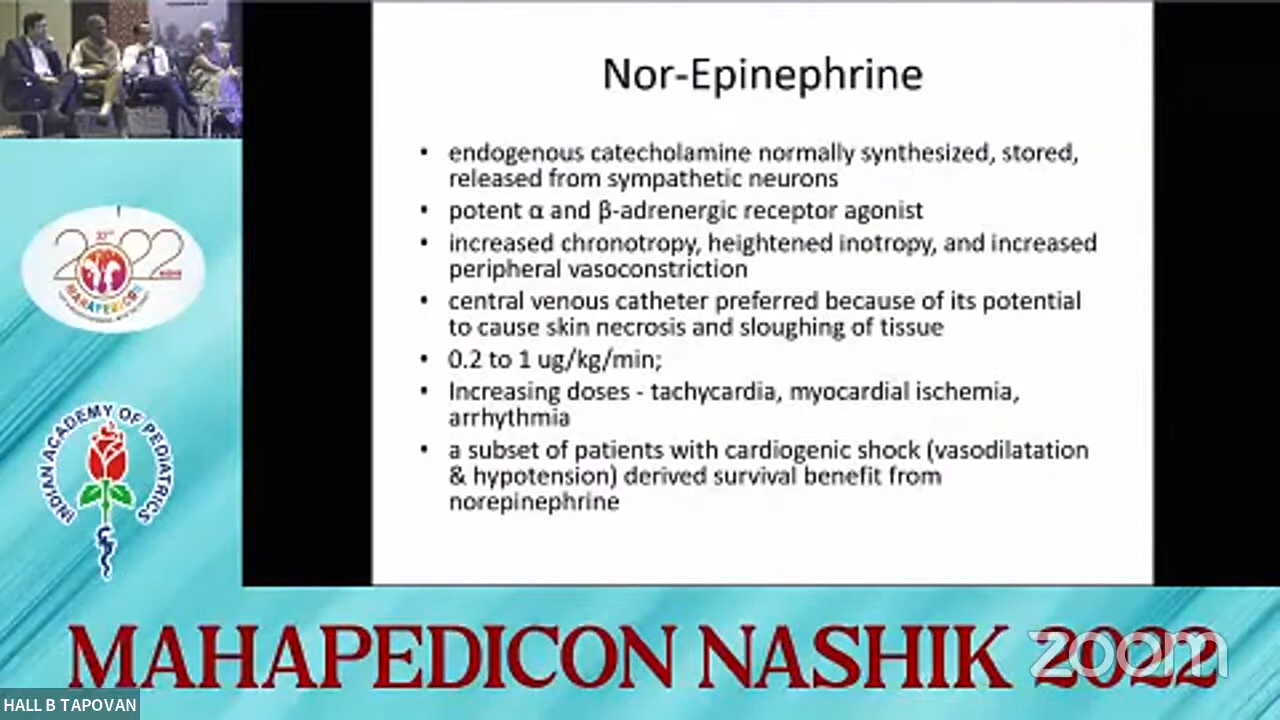 Nor-Epinephrine
• endogenous catecholamine normally synthesized, stored,
released from sympathetic neurons
• potent α and β-adrenergic receptor agonist
• increased chronotropy, heightened inotropy, and increased
peripheral vasoconstriction
• central venous catheter preferred because of its potential
to cause skin necrosis and sloughing of tissue
• 0.2 to 1 ug/kg/min;
• Increasing doses - tachycardia, myocardial ischemia,
arrhythmia
• a subset of patients with cardiogenic shock (vasodilatation
& hypotension) derived survival benefit from
norepinephrine
2022
MAHAPEDICON
INDIAN ACADEMY OF PEDIATRICS
MAHAPEDICON NASHIK 2022
zoom
HALL B TAPOVAN